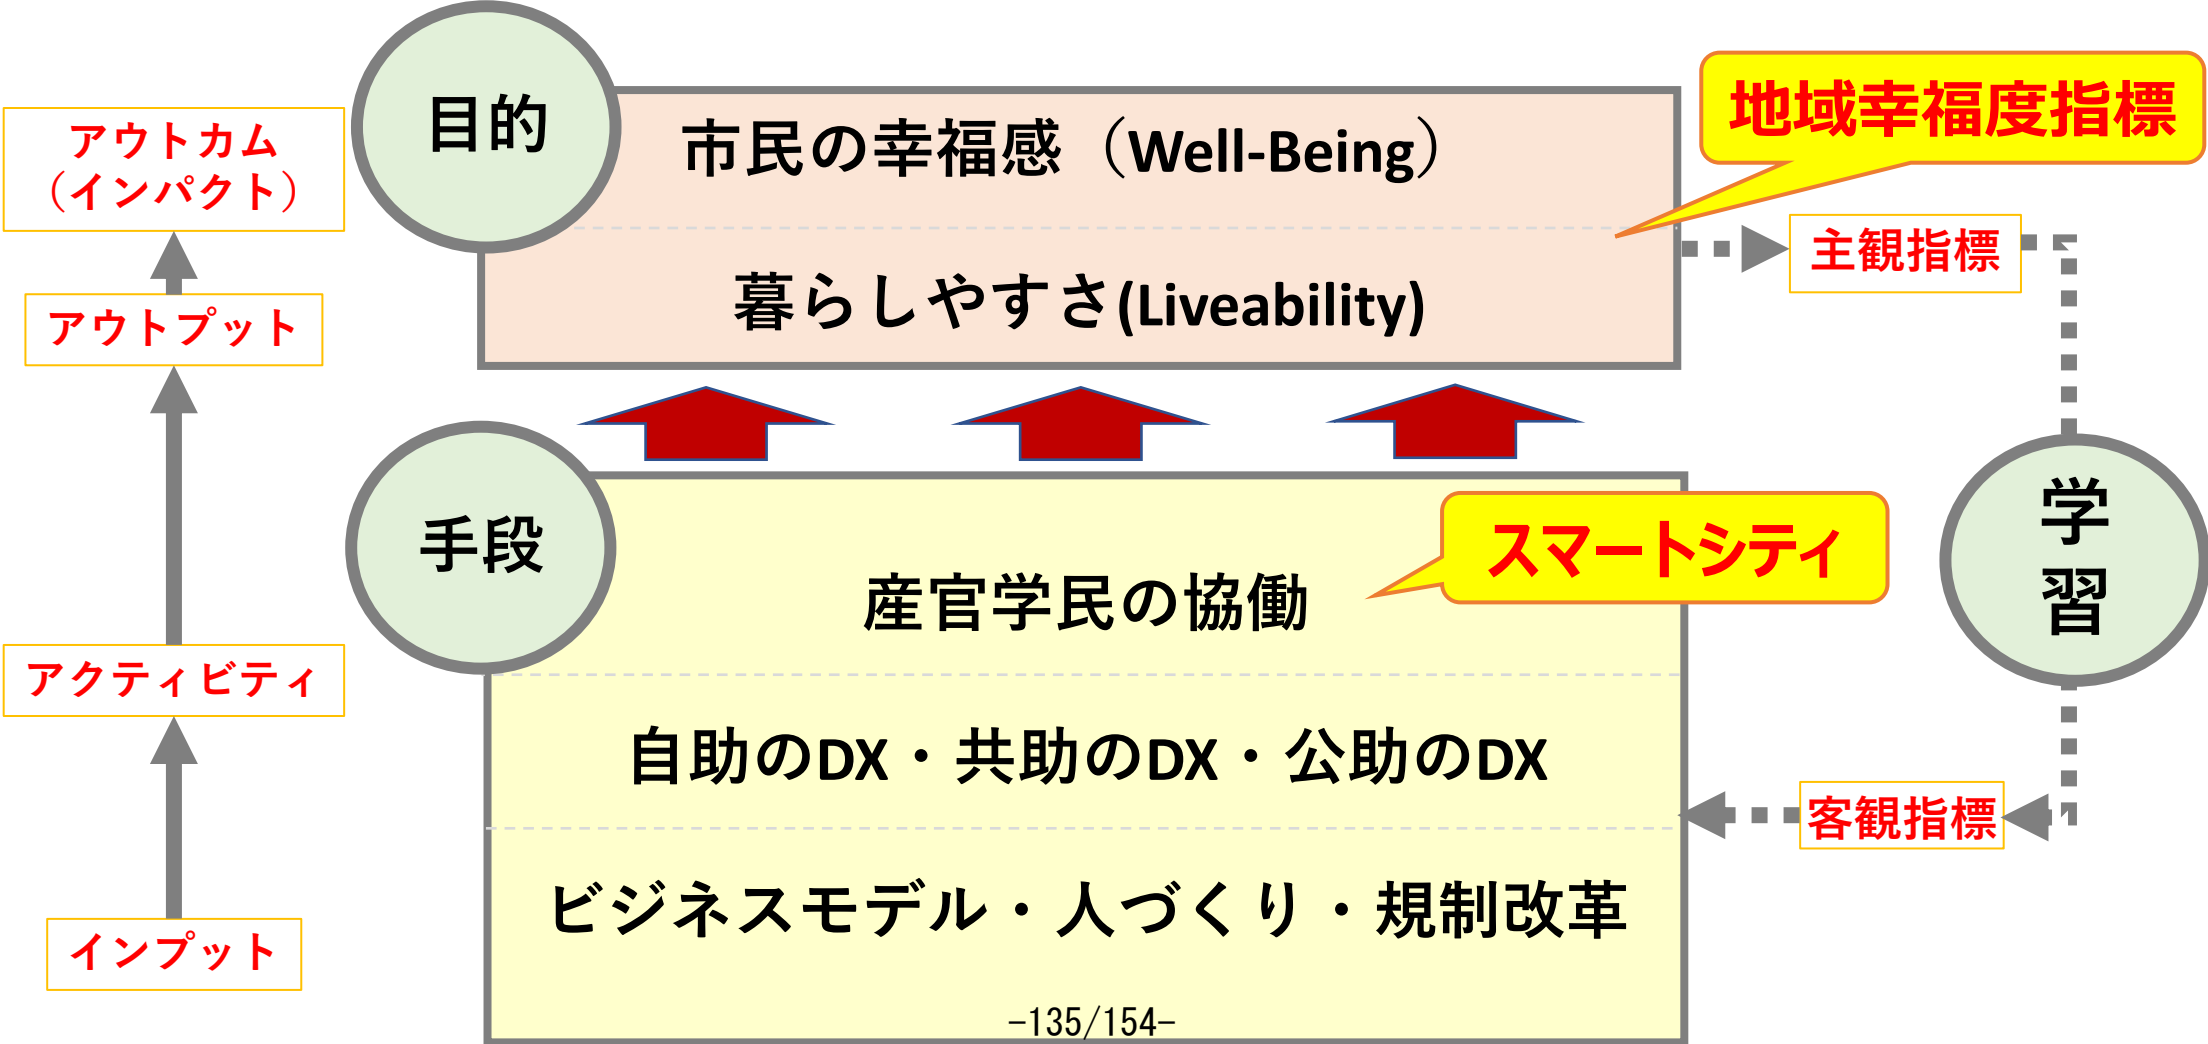 目的
市民の幸福感（Well-Being）
暮らしやすさ(Liveability)
地域幸福度指標
主観指標
アウトカム
（インパクト）
アウトプット
アクティビティ
インプット
手段
スマートシティ
産官学民の協働
自助のDX・共助のDX・公助のDX
ビジネスモデル・人づくり・規制改革
学
習
客観指標
-135/154-